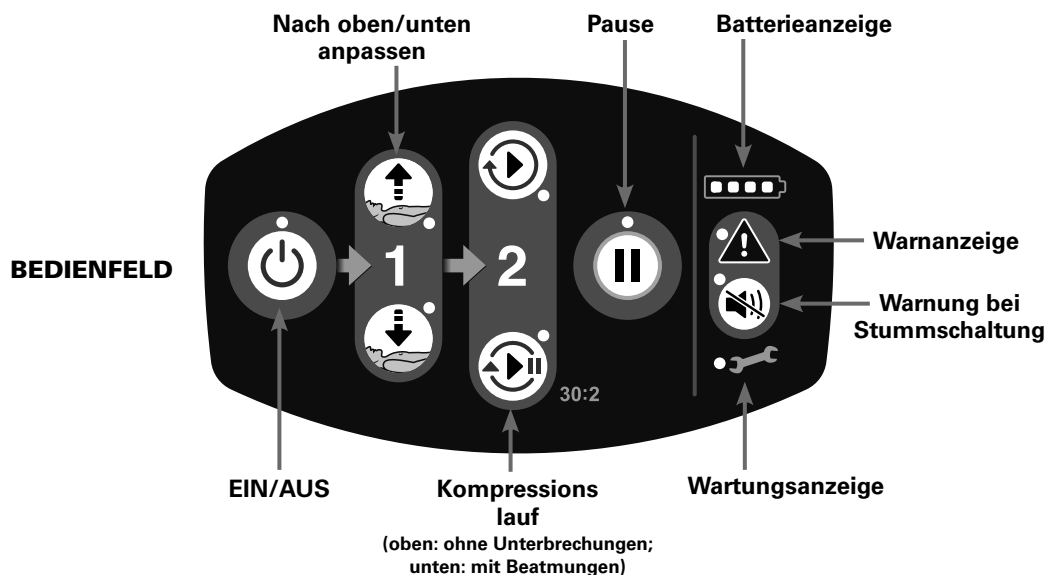 Nach oben/unten
anpassen
Pause
Batterieanzeige
BEDIENFELD
1
2
30:2
Warnanzeige
Warnung bei
Stummschaltung
EIN/AUS
Kompressions
lauf
(oben: ohne Unterbrechungen;
unten: mit Beatmungen)
Wartungsanzeige